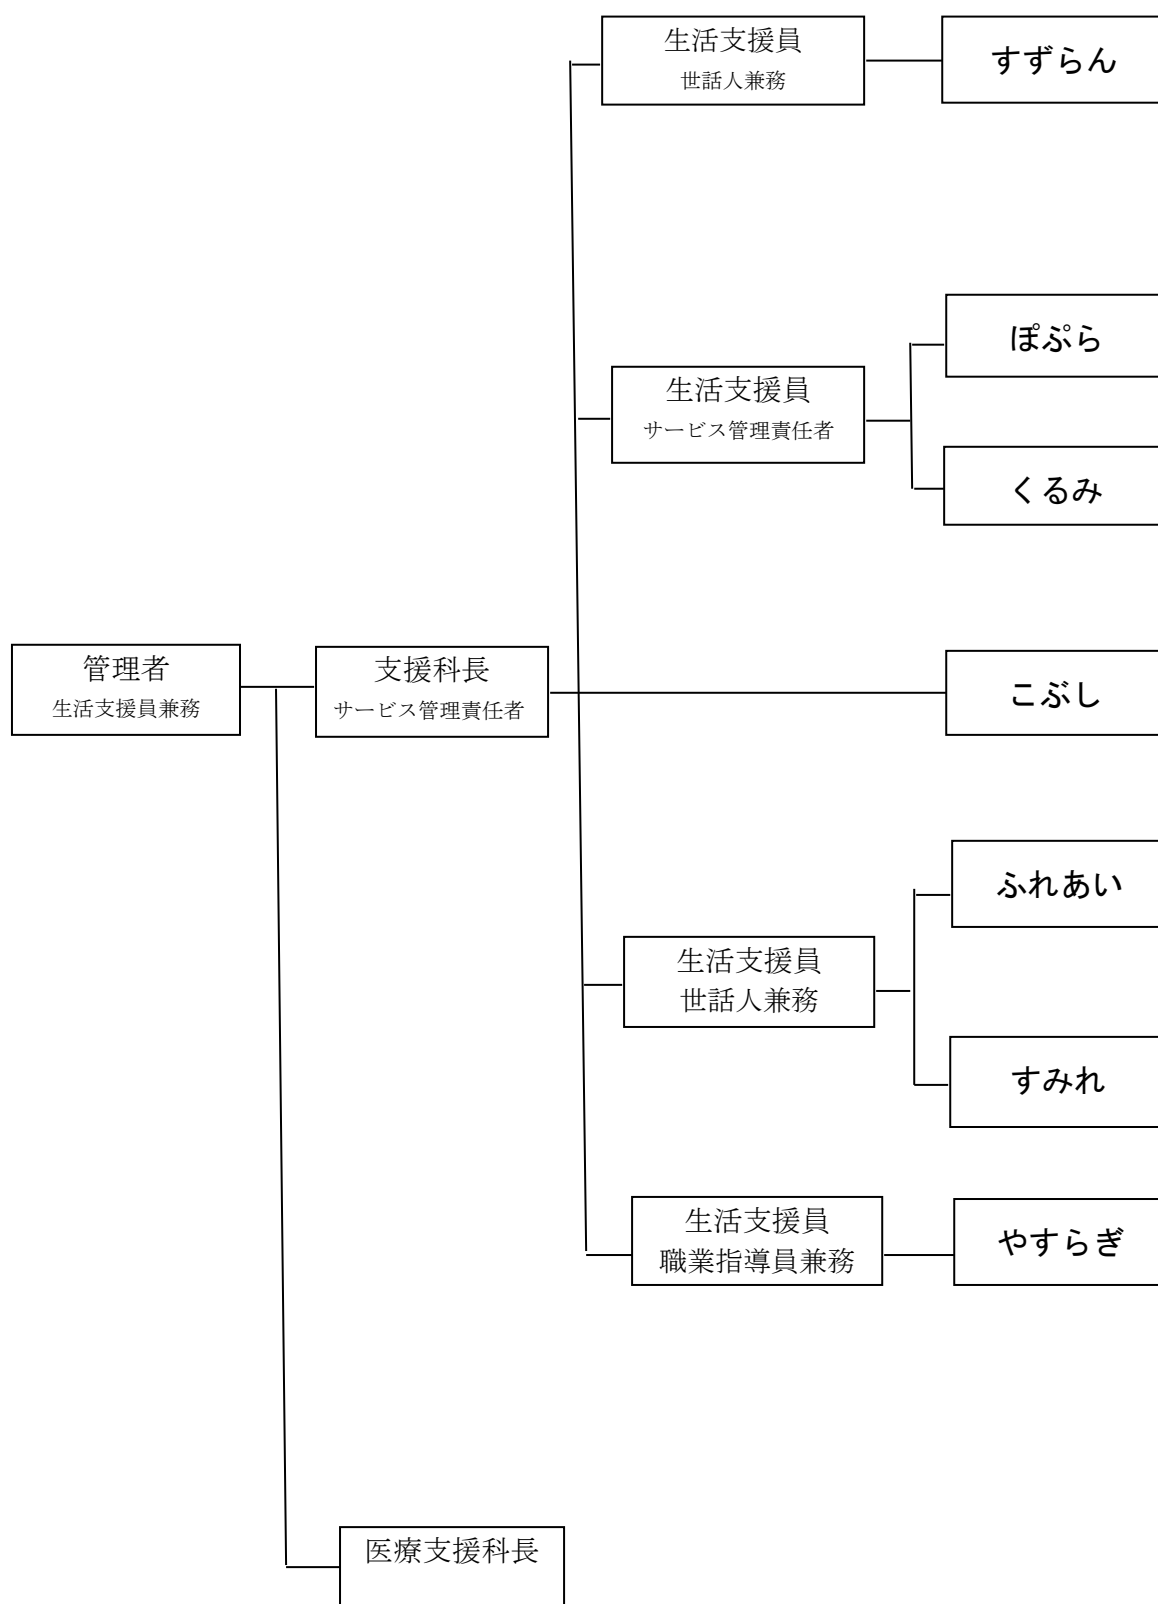 生活支援員
世話人兼務
すずらん
ぽぷら
生活支援員
サービス管理責任者
くるみ
管理者
生活支援員兼務
支援科長
サービス管理責任者
こぶし
ふれあい
生活支援員
世話人兼務
すみれ
生活支援員
職業指導員兼務
やすらぎ
医療支援科長